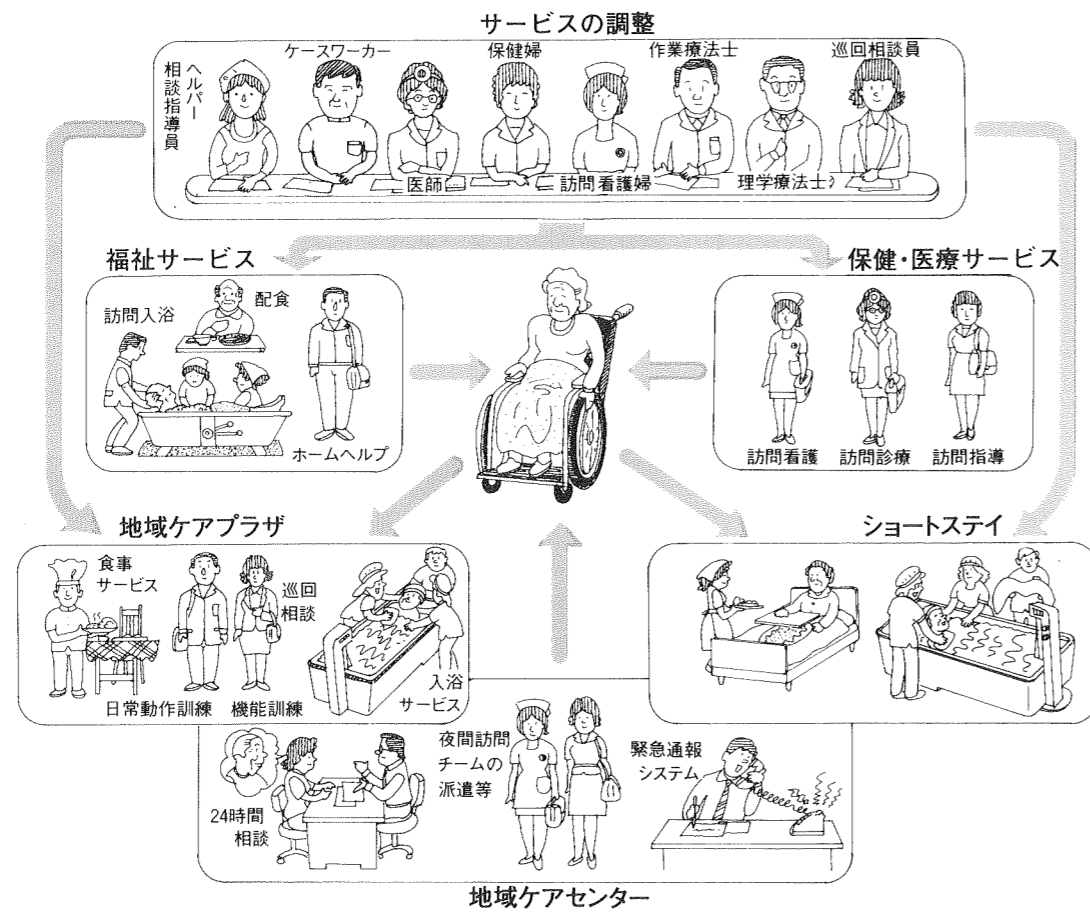 サービスの調整
ヘルパー
相談指導員
ケースワーカー
保健婦
作業療法士
巡回相談員
医師
訪問看護婦
理学療法士
福祉サービス
保健・医療サービス
訪問入浴
配食
ホームヘルプ
訪問看護
訪問診療
訪問指導
地域ケアプラザ
ショートステイ
食事
サービス
巡回
相談
日常動作訓練
機能訓練
入浴
サービス
24時間
相談
夜間訪問
チームの
派遣等
緊急通報
システム
地域ケアセンター